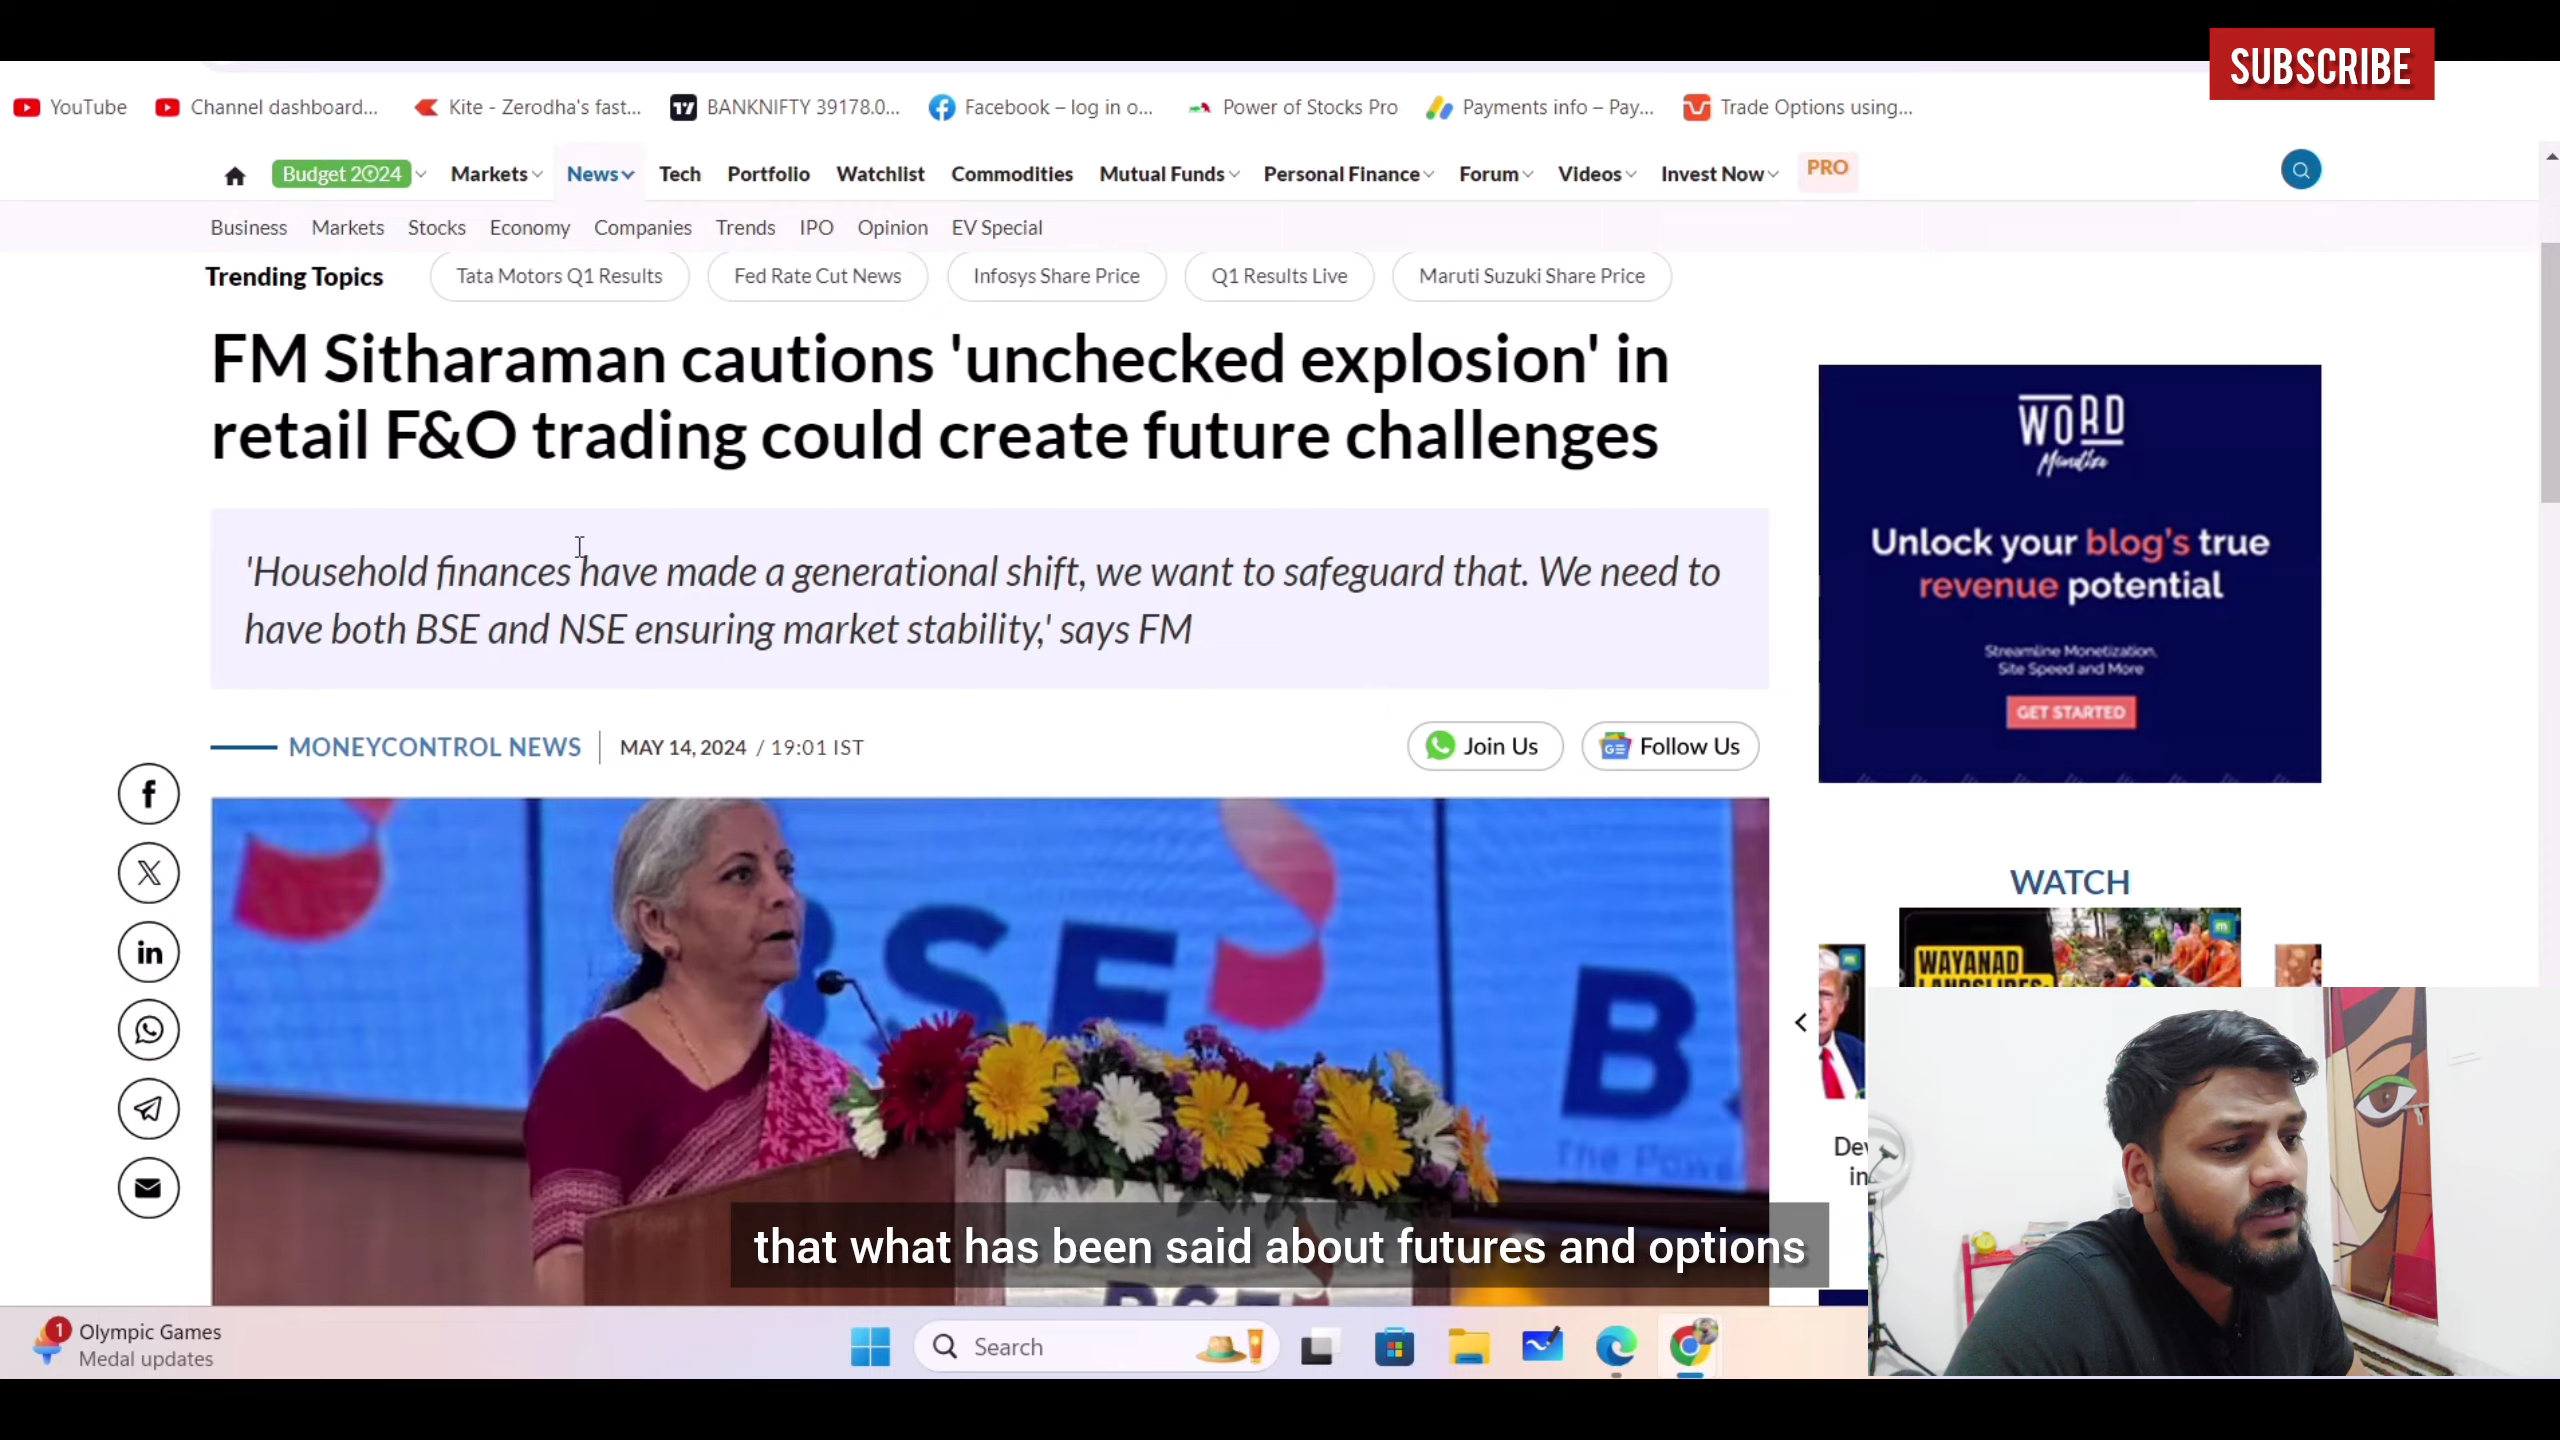 SUBSCRIBE
YouTube Channel dashboard... Kite - Zerodha's fast... BANKNIFTY 39178.0... Facebook – log in o... Power of Stocks Pro Payments info – Pay... Trade Options using...
Budget 2024 Markets News Tech Portfolio Watchlist Commodities Mutual Funds Personal Finance Forum Videos Invest Now PRO
Business Markets Stocks Economy Companies Trends IPO Opinion EV Special
Trending Topics Tata Motors Q1 Results Fed Rate Cut News Infosys Share Price Q1 Results Live Maruti Suzuki Share Price
FM Sitharaman cautions 'unchecked explosion' in
retail F&O trading could create future challenges
'Household finances have made a generational shift, we want to safeguard that. We need to
have both BSE and NSE ensuring market stability,' says FM
MONEYCONTROL NEWS MAY 14, 2024 / 19:01 IST
Join Us Follow Us
WORD
Unlock your blog's true
revenue potential
Streamline Monetization,
Site Speed and More
GET STARTED
WATCH
WAYANAD
LANDSLIDES:
BSE
B
The Power
in
that what has been said about futures and options
BSE
1
Olympic Games
Medal updates
Search